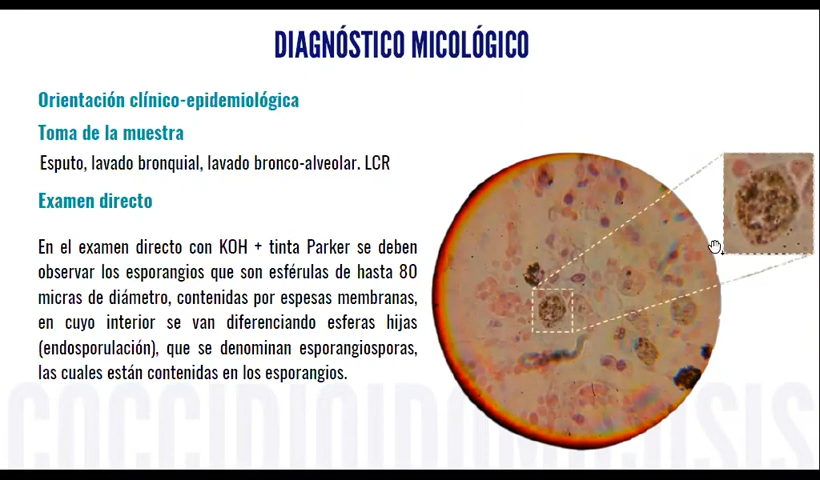 DIAGNÓSTICO MICOLÓGICO
Orientación clínico-epidemiológica
Toma de la muestra
Esputo, lavado bronquial, lavado bronco-alveolar. LCR
Examen directo
En el examen directo con KOH + tinta Parker se deben
observar los esporangios que son esférulas de hasta 80
micras de diámetro, contenidas por espesas membranas,
en cuyo interior se van diferenciando esferas hijas
(endosporulación), que se denominan esporangiosporas,
las cuales están contenidas en los esporangios.
COCCIDIOIDOMICOSIS